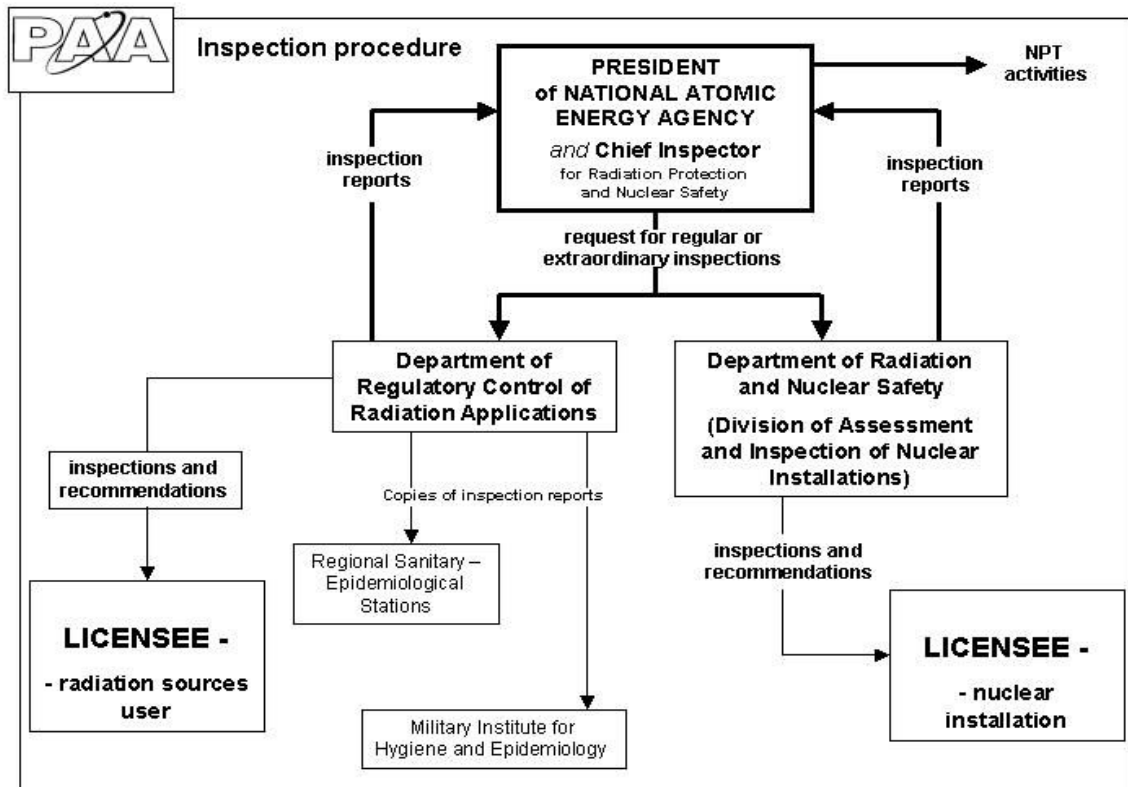 PAA
Inspection procedure
PRESIDENT
of NATIONAL ATOMIC
ENERGY AGENCY
and Chief Inspector
for Radiation Protection
and Nuclear Safety
NPT
activities
inspection
reports
inspection
reports
request for regular or
extraordinary inspections
Department of
Regulatory Control of
Radiation Applications
Department of Radiation
and Nuclear Safety
(Division of Assessment
and Inspection of Nuclear
Installations)
inspections and
recommendations
Copies of inspection reports
Regional Sanitary –
Epidemiological
Stations
inspections and
recommendations
LICENSEE -
- radiation sources
user
LICENSEE -
- nuclear
installation
Military Institute for
Hygiene and Epidemiology